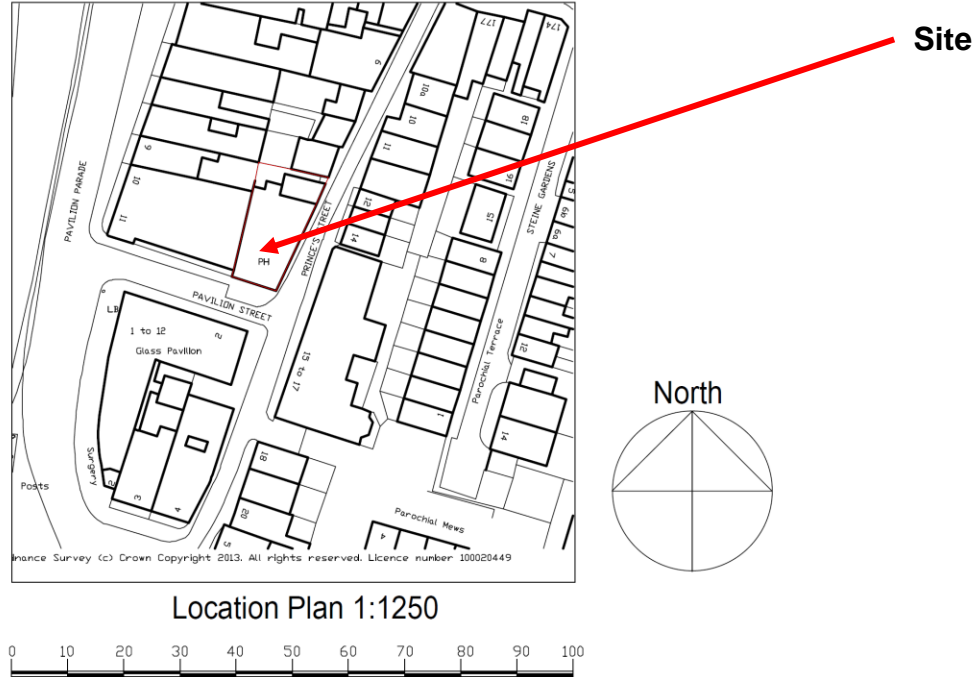 Site
177
174
6
10a
10
18
11
9
16
PAVILION PARADE
10
STEINE GARDENS
12
15
6b
11
PRINCE'S STREET
14
6a
PH
8
7
PAVILION STREET
LB
1 to 12
2
Glass Pavilion
12
15 to 17
Parochial Terrace
North
1
14
Surgery
18
2
Posts
3
4
20
Parochial Mews
4
nance Survey (c) Crown Copyright 2013. All rights reserved. Licence number 100020449
Location Plan 1:1250
0 10 20 30 40 50 60 70 80 90 100